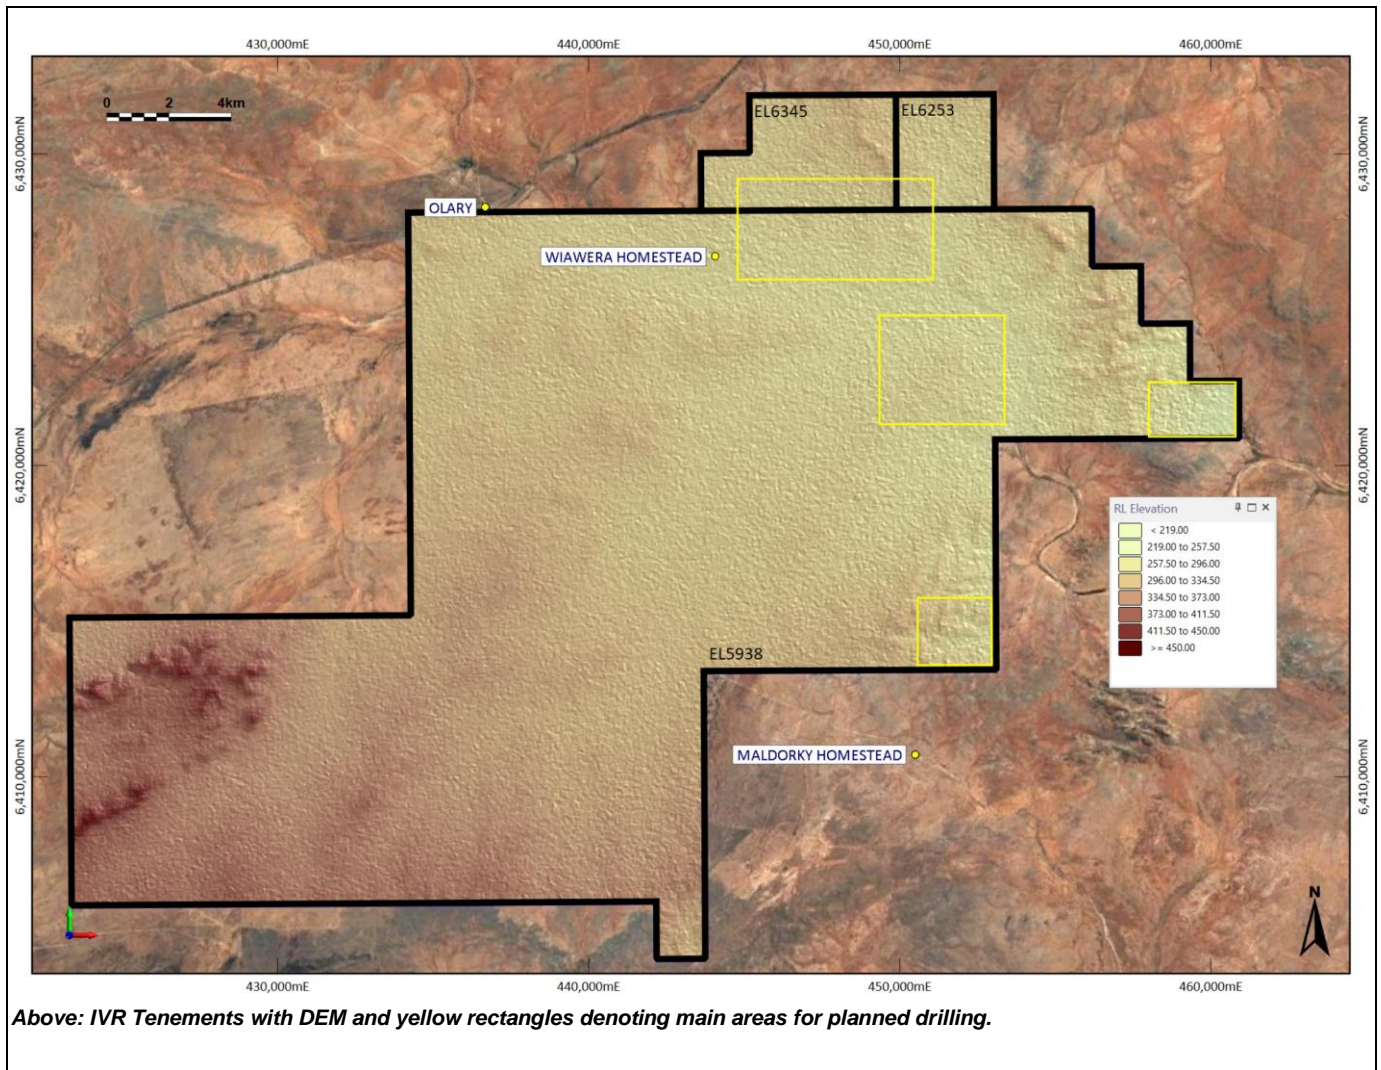 430,000mE 440,000mE 450,000mE 460,000mE
0 2 4km
EL6345 EL6253
6,430,000mN 6,430,000mN
OLARY
WIAWERA HOMESTEAD
6,420,000mN 6,420,000mN
RL Elevation
< 219.00
219.00 to 257.50
257.50 to 296.00
296.00 to 334.50
334.50 to 373.00
373.00 to 411.50
411.50 to 450.00
>= 450.00
EL5938
MALDORKY HOMESTEAD
6,410,000mN 6,410,000mN
N
430,000mE 440,000mE 450,000mE 460,000mE
Above: IVR Tenements with DEM and yellow rectangles denoting main areas for planned drilling.